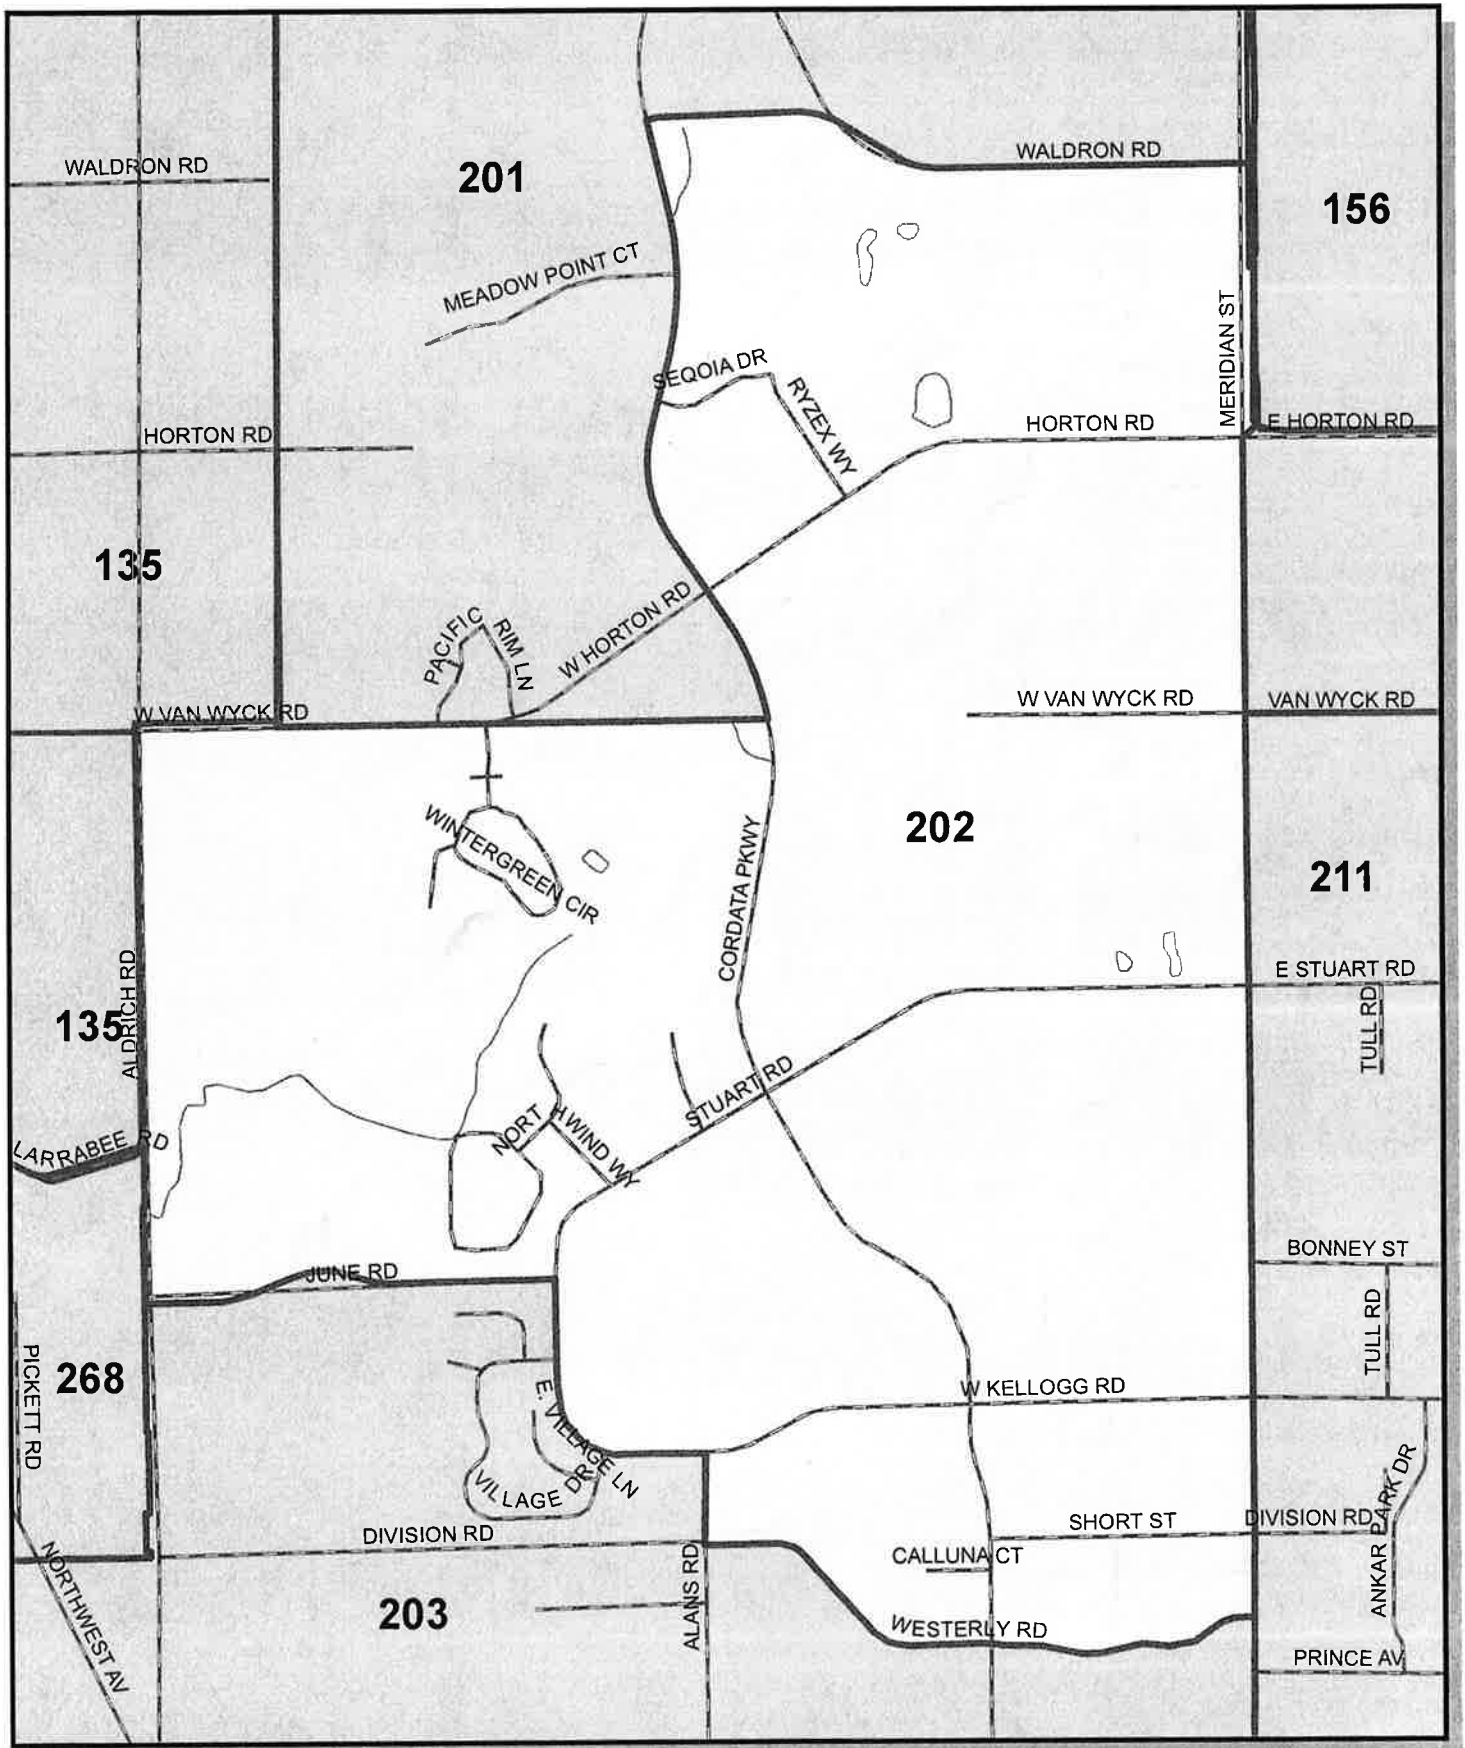 WALDRON RD
WALDRON RD
201
156
MEADOW POINT CT
MERIDIAN ST
SEQOIA DR
RYZEX WY
HORTON RD
HORTON RD
E HORTON RD
135
PACIFIC RIM LN
W HORTON RD
W VAN WYCK RD
W VAN WYCK RD
VAN WYCK RD
202
WINTERGREEN CIR
CORDATA PKWY
211
ALDRICH RD
135
E STUART RD
TULL RD
STUART RD
NORTHWIND WY
LARRABEE RD
BONNEY ST
JUNE RD
TULL RD
PICKETT RD
268
W KELLOGG RD
E. VILLAGE LN
VILLAGE DR
ANKAR PARK DR
DIVISION RD
SHORT ST
DIVISION RD
CALLUNA CT
NORTHWEST AV
203
ALANS RD
WESTERLY RD
PRINCE AV